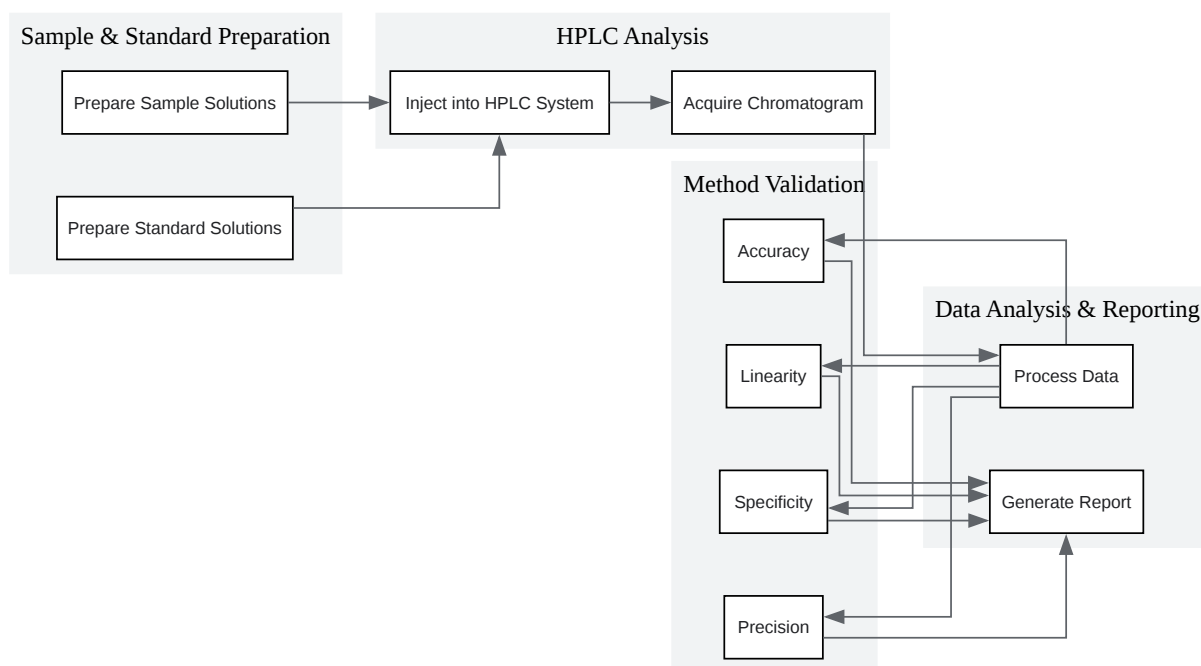 Sample & Standard Preparation
Prepare Sample Solutions
Prepare Standard Solutions
HPLC Analysis
Inject into HPLC System
Acquire Chromatogram
Method Validation
Accuracy
Linearity
Specificity
Precision
Data Analysis & Reporting
Process Data
Generate Report